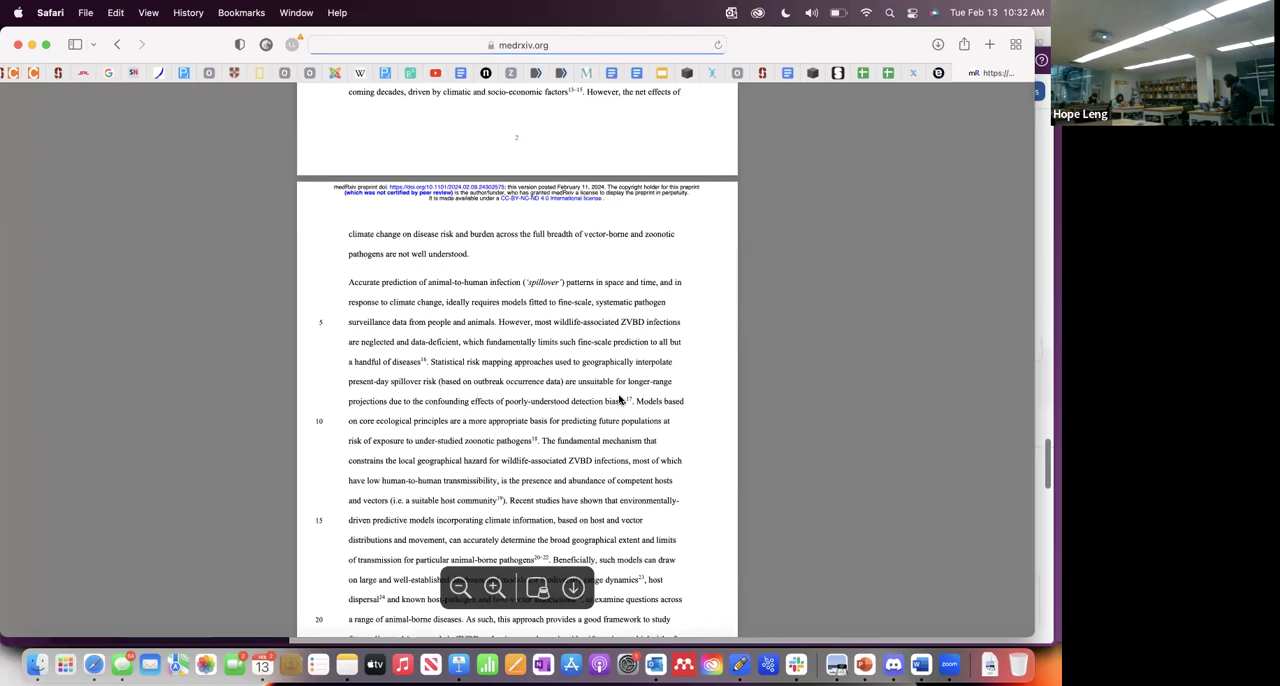 Safari File Edit View History Bookmarks Window Help
Tue Feb 13 10:32 AM
medrxiv.org
mR https://...
Hope Leng
coming decades, driven by climatic and socio-economic factors13–15. However, the net effects of
2
medRxiv preprint doi: https://doi.org/10.1101/2024.02.09.24302575; this version posted February 11, 2024. The copyright holder for this preprint
(which was not certified by peer review) is the author/funder, who has granted medRxiv a license to display the preprint in perpetuity.
It is made available under a CC-BY-NC-ND 4.0 International license .
climate change on disease risk and burden across the full breadth of vector-borne and zoonotic
pathogens are not well understood.
Accurate prediction of animal-to-human infection (‘spillover’) patterns in space and time, and in
response to climate change, ideally requires models fitted to fine-scale, systematic pathogen
5 surveillance data from people and animals. However, most wildlife-associated ZVBD infections
are neglected and data-deficient, which fundamentally limits such fine-scale prediction to all but
a handful of diseases16. Statistical risk mapping approaches used to geographically interpolate
present-day spillover risk (based on outbreak occurrence data) are unsuitable for longer-range
projections due to the confounding effects of poorly-understood detection biases17. Models based
10 on core ecological principles are a more appropriate basis for predicting future populations at
risk of exposure to under-studied zoonotic pathogens18. The fundamental mechanism that
constrains the local geographical hazard for wildlife-associated ZVBD infections, most of which
have low human-to-human transmissibility, is the presence and abundance of competent hosts
and vectors (i.e. a suitable host community19). Recent studies have shown that environmentally-
15 driven predictive models incorporating climate information, based on host and vector
distributions and movement, can accurately determine the broad geographical extent and limits
of transmission for particular animal-borne pathogens20–22. Beneficially, such models can draw
on large and well-established range dynamics23, host
dispersal24 and known host-pathogen and to examine questions across
20 a range of animal-borne diseases. As such, this approach provides a good framework to study